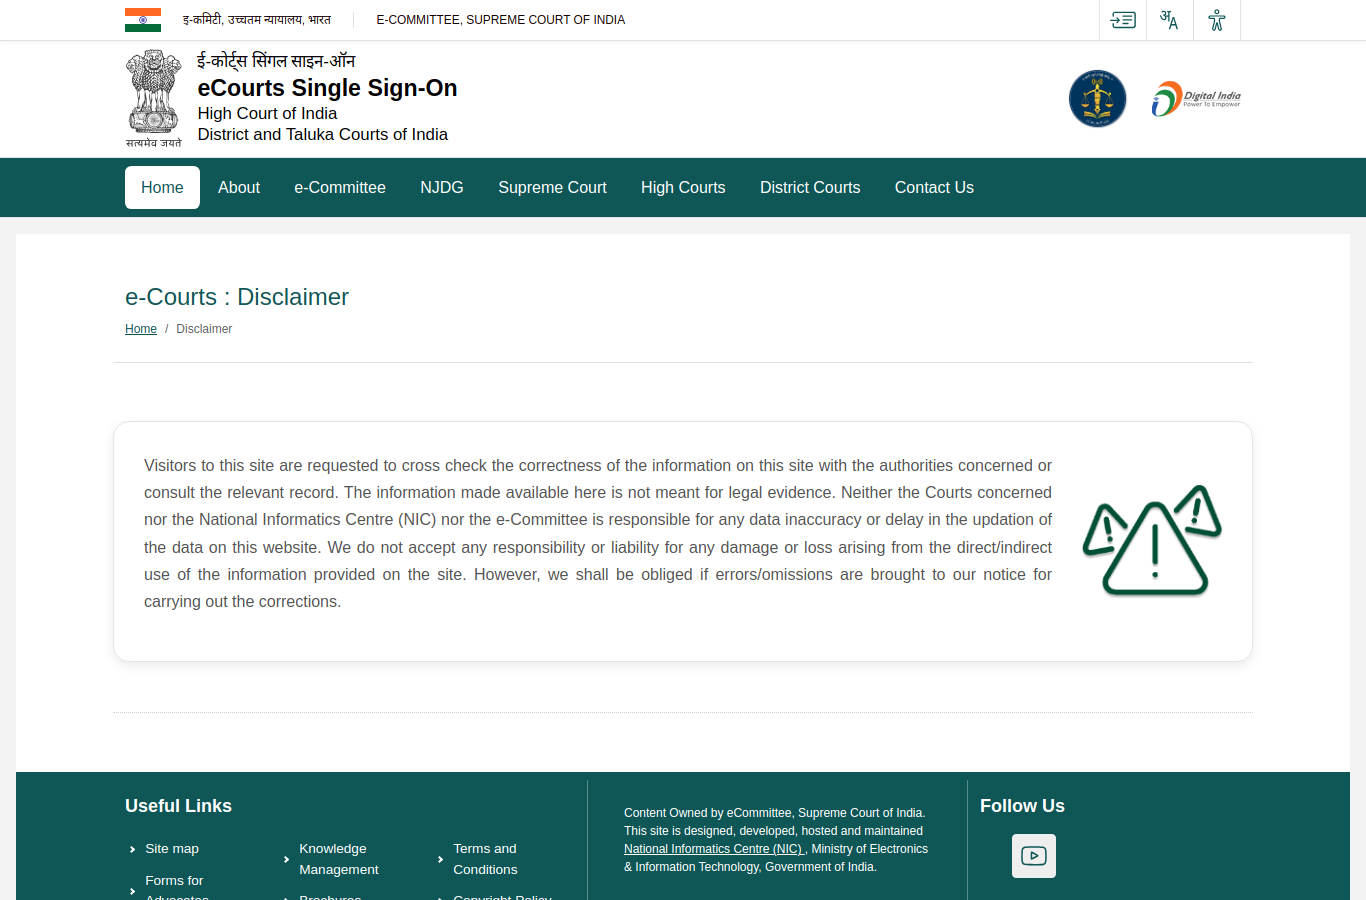 इ-कमिटी, उच्चतम न्यायालय, भारत
E-COMMITTEE, SUPREME COURT OF INDIA
अ A
ई-कोर्ट्स सिंगल साइन-ऑन
eCourts Single Sign-On
High Court of India
District and Taluka Courts of India
सत्यमेव जयते
Digital India
Power To Empower
Home About e-Committee NJDG Supreme Court High Courts District Courts Contact Us
e-Courts : Disclaimer
Home / Disclaimer
Visitors to this site are requested to cross check the correctness of the information on this site with the authorities concerned or
consult the relevant record. The information made available here is not meant for legal evidence. Neither the Courts concerned
nor the National Informatics Centre (NIC) nor the e-Committee is responsible for any data inaccuracy or delay in the updation of
the data on this website. We do not accept any responsibility or liability for any damage or loss arising from the direct/indirect
use of the information provided on the site. However, we shall be obliged if errors/omissions are brought to our notice for
carrying out the corrections.
Useful Links
Site map
Forms for
Advocates
Knowledge
Management
Brochures
Terms and
Conditions
Copyright Policy
Content Owned by eCommittee, Supreme Court of India.
This site is designed, developed, hosted and maintained
National Informatics Centre (NIC) , Ministry of Electronics
& Information Technology, Government of India.
Follow Us